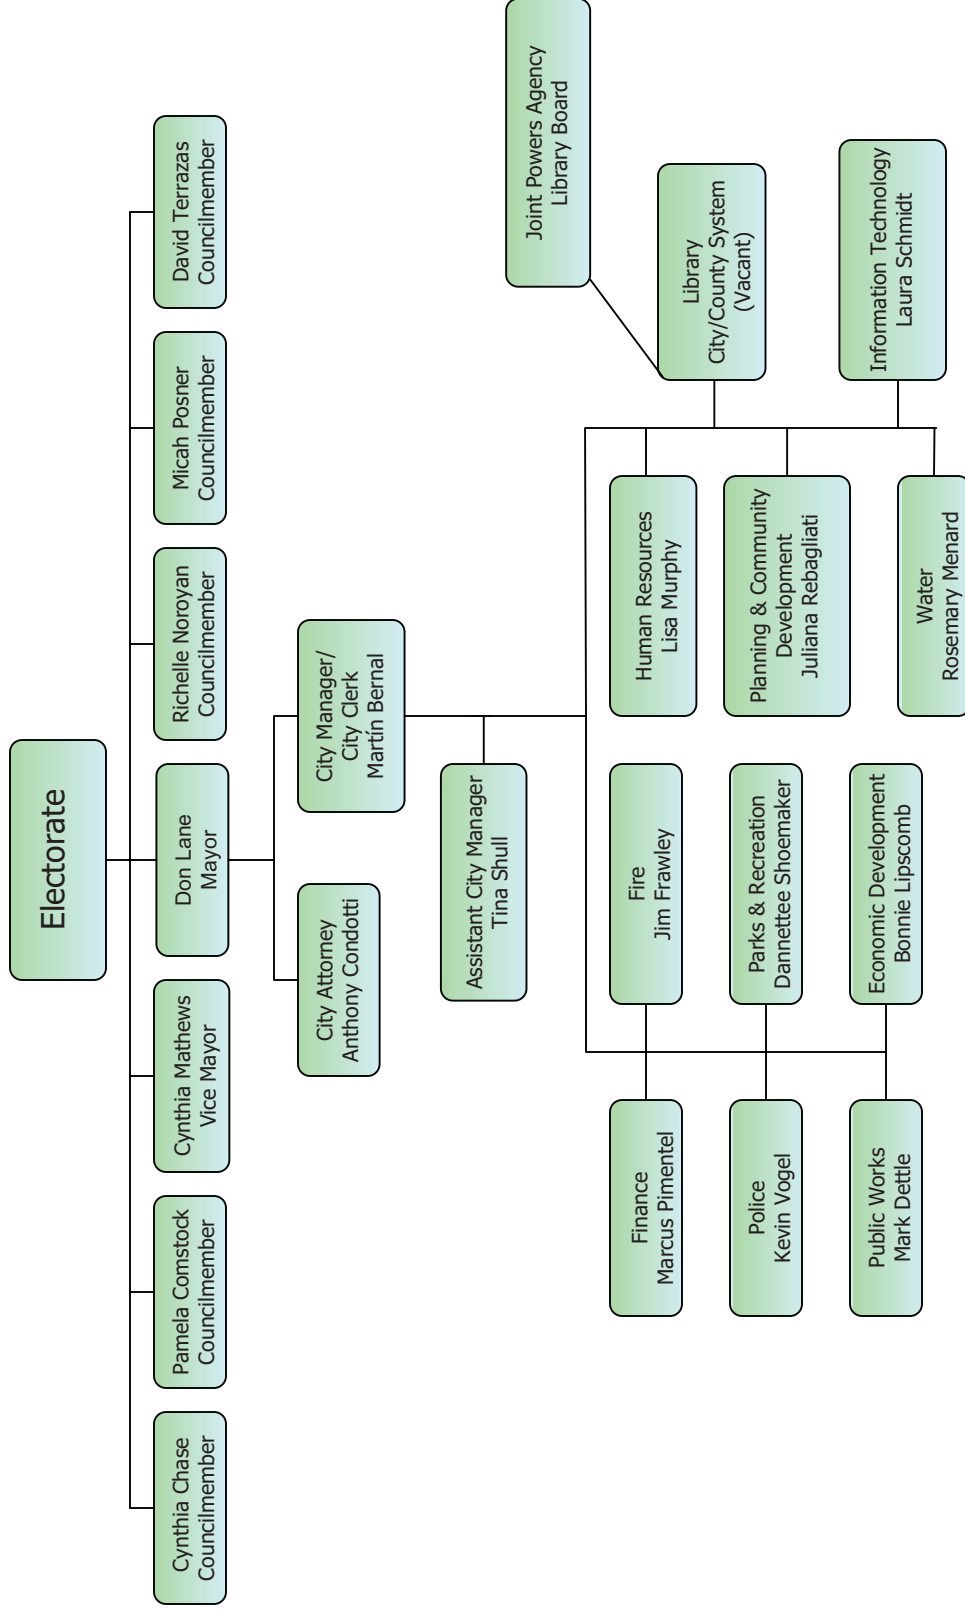 Electorate
Cynthia Chase
Councilmember
Pamela Comstock
Councilmember
Cynthia Mathews
Vice Mayor
Don Lane
Mayor
Richelle Noroyan
Councilmember
Micah Posner
Councilmember
David Terrazas
Councilmember
City Attorney
Anthony Condotti
City Manager/
City Clerk
Martín Bernal
Assistant City Manager
Tina Shull
Joint Powers Agency
Library Board
Finance
Marcus Pimentel
Fire
Jim Frawley
Human Resources
Lisa Murphy
Library
City/County System
(Vacant)
Police
Kevin Vogel
Parks & Recreation
Dannettee Shoemaker
Planning & Community
Development
Juliana Rebagliati
Information Technology
Laura Schmidt
Public Works
Mark Dettle
Economic Development
Bonnie Lipscomb
Water
Rosemary Menard